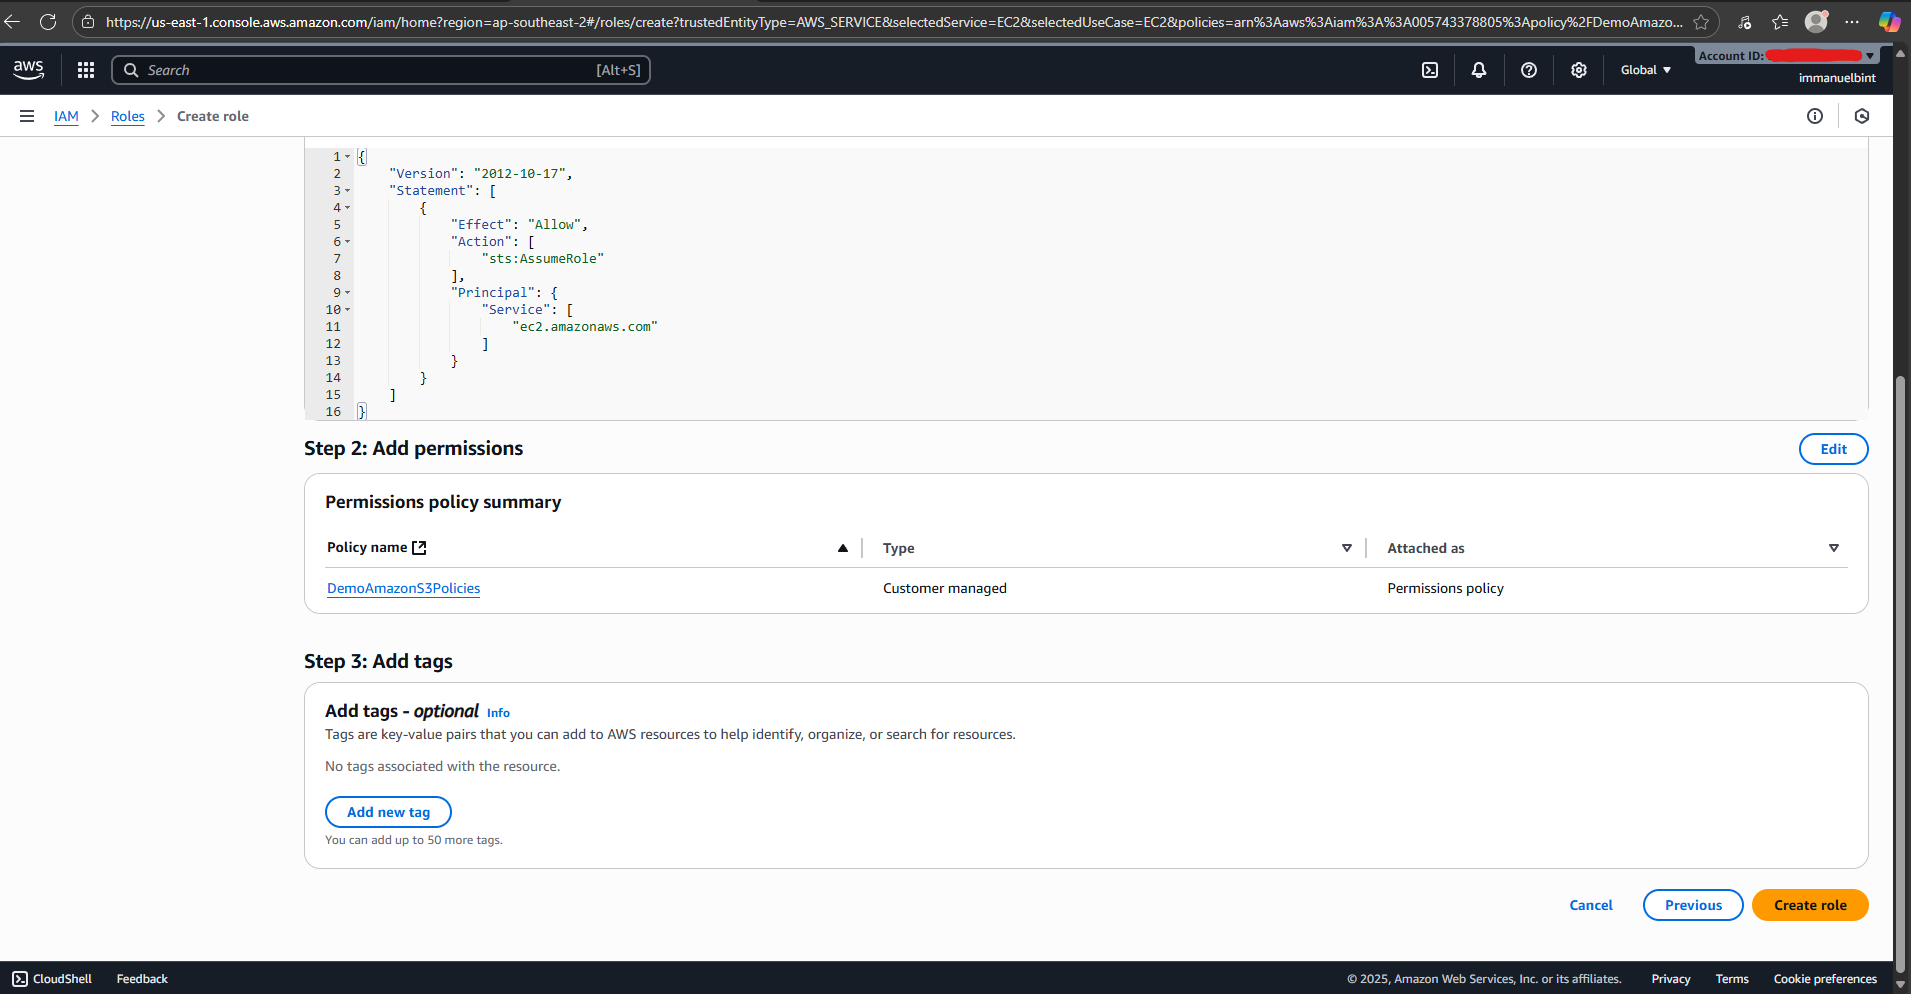 https://us-east-1.console.aws.amazon.com/iam/home?region=ap-southeast-2#/roles/create?trustedEntityType=AWS_SERVICE&selectedService=EC2&selectedUseCase=EC2&policies=arn%3Aaws%3Aiam%3A%3A005743378805%3Apolicy%2FDemoAmazo...
aws
Search [Alt+S]
Global
Account ID:
immanuelbint
IAM > Roles > Create role
1 {
2 "Version": "2012-10-17",
3 "Statement": [
4 {
5 "Effect": "Allow",
6 "Action": [
7 "sts:AssumeRole"
8 ],
9 "Principal": {
10 "Service": [
11 "ec2.amazonaws.com"
12 ]
13 }
14 }
15 ]
16 }
Step 2: Add permissions
Edit
Permissions policy summary
Policy name Type Attached as
DemoAmazonS3Policies Customer managed Permissions policy
Step 3: Add tags
Add tags - optional Info
Tags are key-value pairs that you can add to AWS resources to help identify, organize, or search for resources.
No tags associated with the resource.
Add new tag
You can add up to 50 more tags.
Cancel Previous Create role
CloudShell Feedback © 2025, Amazon Web Services, Inc. or its affiliates. Privacy Terms Cookie preferences